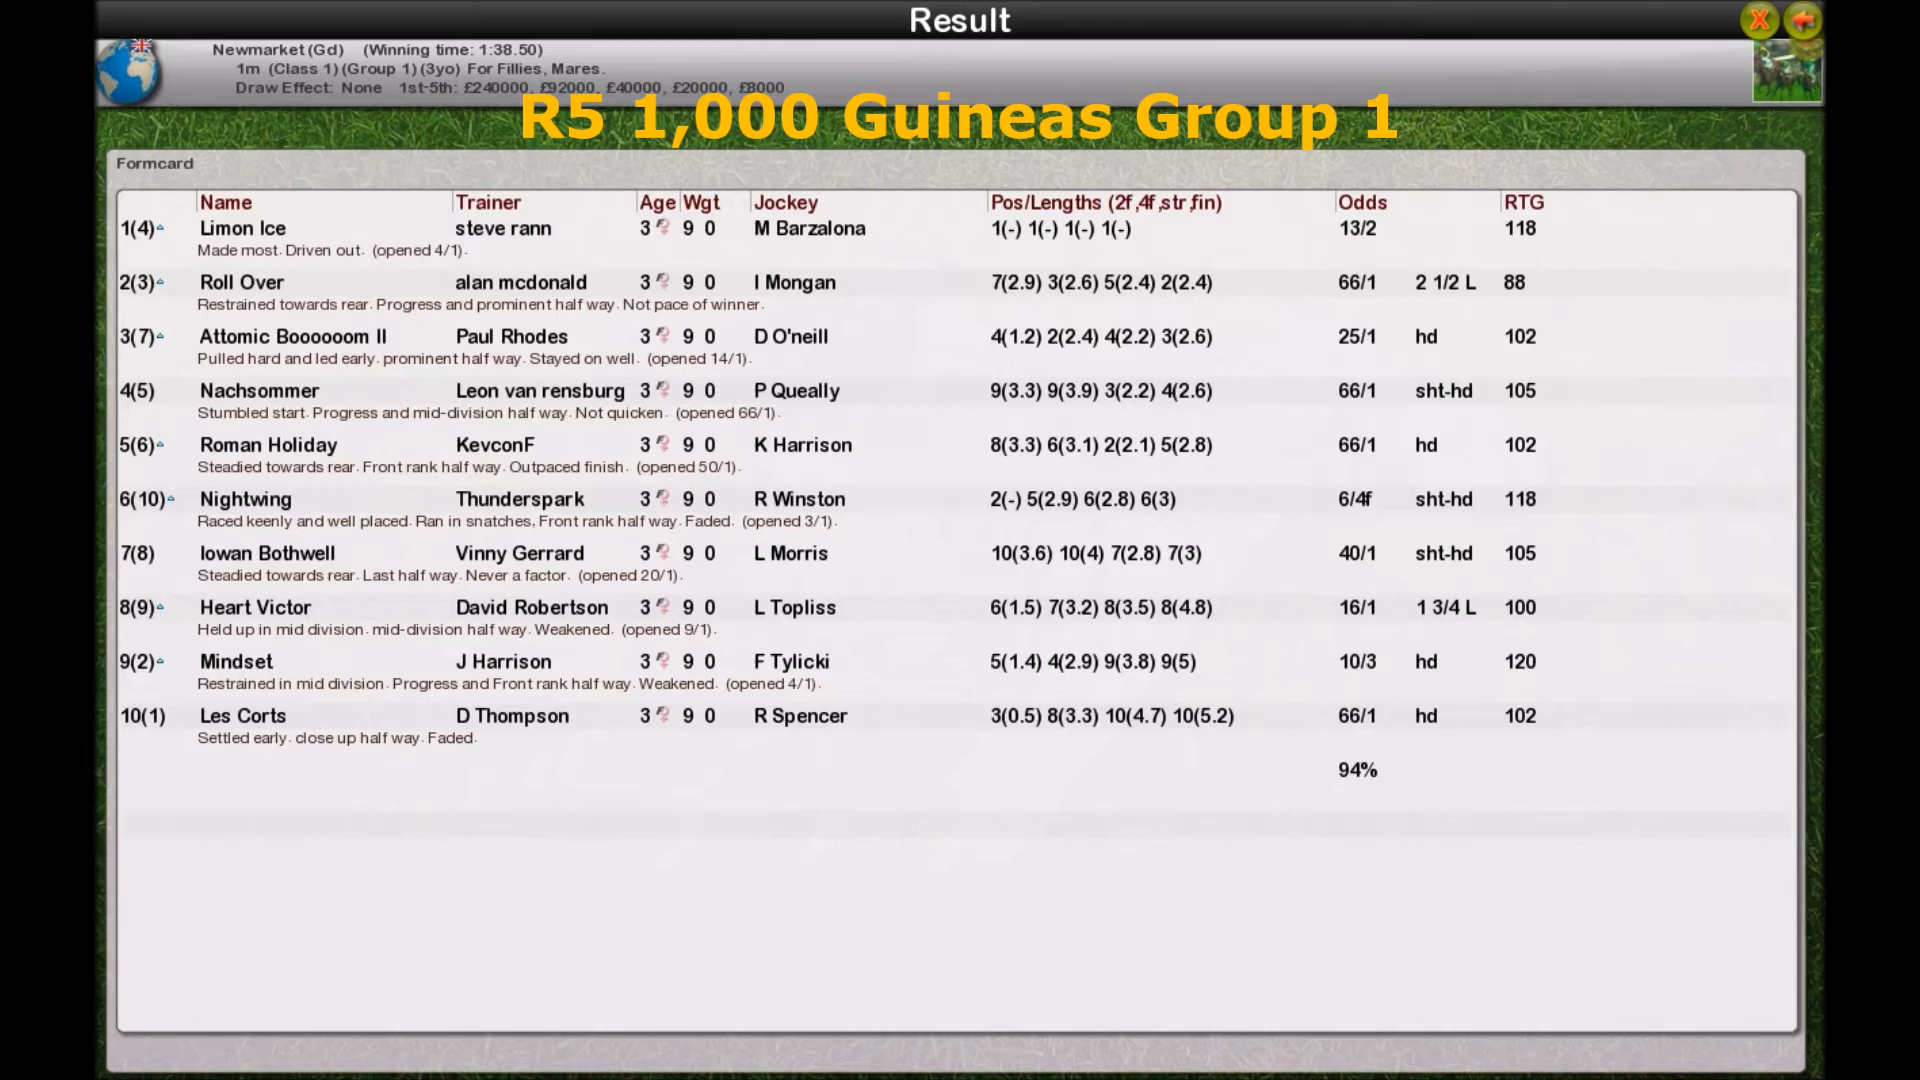 Result
Newmarket (Gd) (Winning time: 1:38.50)
1m (Class 1) (Group 1) (3yo) For Fillies, Mares.
Draw Effect: None 1st-5th: £240000, £92000, £40000, £20000, £8000
R5 1,000 Guineas Group 1
Formcard
Name Trainer Age Wgt Jockey Pos/Lengths (2f,4f,str,fin) Odds RTG
1(4) Limon Ice steve rann 3 9 0 M Barzalona 1(-) 1(-) 1(-) 1(-) 13/2 118
Made most. Driven out. (opened 4/1).
2(3) Roll Over alan mcdonald 3 9 0 I Mongan 7(2.9) 3(2.6) 5(2.4) 2(2.4) 66/1 2 1/2 L 88
Restrained towards rear. Progress and prominent half way. Not pace of winner.
3(7) Attomic Boooooom II Paul Rhodes 3 9 0 D O'neill 4(1.2) 2(2.4) 4(2.2) 3(2.6) 25/1 hd 102
Pulled hard and led early. prominent half way. Stayed on well. (opened 14/1).
4(5) Nachsommer Leon van rensburg 3 9 0 P Queally 9(3.3) 9(3.9) 3(2.2) 4(2.6) 66/1 sht-hd 105
Stumbled start. Progress and mid-division half way. Not quicken. (opened 66/1).
5(6) Roman Holiday KevconF 3 9 0 K Harrison 8(3.3) 6(3.1) 2(2.1) 5(2.8) 66/1 hd 102
Steadied towards rear. Front rank half way. Outpaced finish. (opened 50/1).
6(10) Nightwing Thunderspark 3 9 0 R Winston 2(-) 5(2.9) 6(2.8) 6(3) 6/4f sht-hd 118
Raced keenly and well placed. Ran in snatches, Front rank half way. Faded. (opened 3/1).
7(8) Iowan Bothwell Vinny Gerrard 3 9 0 L Morris 10(3.6) 10(4) 7(2.8) 7(3) 40/1 sht-hd 105
Steadied towards rear. Last half way. Never a factor. (opened 20/1).
8(9) Heart Victor David Robertson 3 9 0 L Topliss 6(1.5) 7(3.2) 8(3.5) 8(4.8) 16/1 1 3/4 L 100
Held up in mid division. mid-division half way. Weakened. (opened 9/1).
9(2) Mindset J Harrison 3 9 0 F Tylicki 5(1.4) 4(2.9) 9(3.8) 9(5) 10/3 hd 120
Restrained in mid division. Progress and Front rank half way. Weakened. (opened 4/1).
10(1) Les Corts D Thompson 3 9 0 R Spencer 3(0.5) 8(3.3) 10(4.7) 10(5.2) 66/1 hd 102
Settled early. close up half way. Faded.
94%